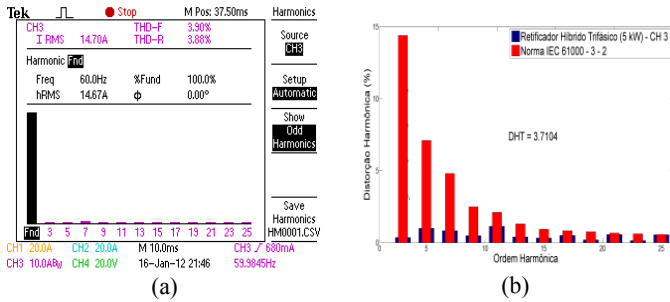 Tek Stop M Pos: 37.50ms Harmonics
CH3 THD-F 3.90%
I RMS 14.70A THD-R 3.88%
Source
CH3
Harmonic Fnd
Freq 60.0Hz %Fund 100.0%
hRMS 14.67A ϕ 0.00°
Setup
Automatic
Show
Odd
Harmonics
Save
Harmonics
HM0001.CSV
Fnd 3 5 7 9 11 13 15 17 19 21 23 25
CH1 20.0A CH2 20.0A M 10.0ms CH3 680mA
CH3 10.0ABW CH4 20.0V 16-Jan-12 21:46 59.9845Hz
(a)
Retificador Híbrido Trifásico (5 kW) - CH 3
Norma IEC 61000 - 3 - 2
DHT = 3.7104
Distorção Harmônica (%)
15
10
5
0
5 10 15 20 25
Ordem Harmônica
(b)